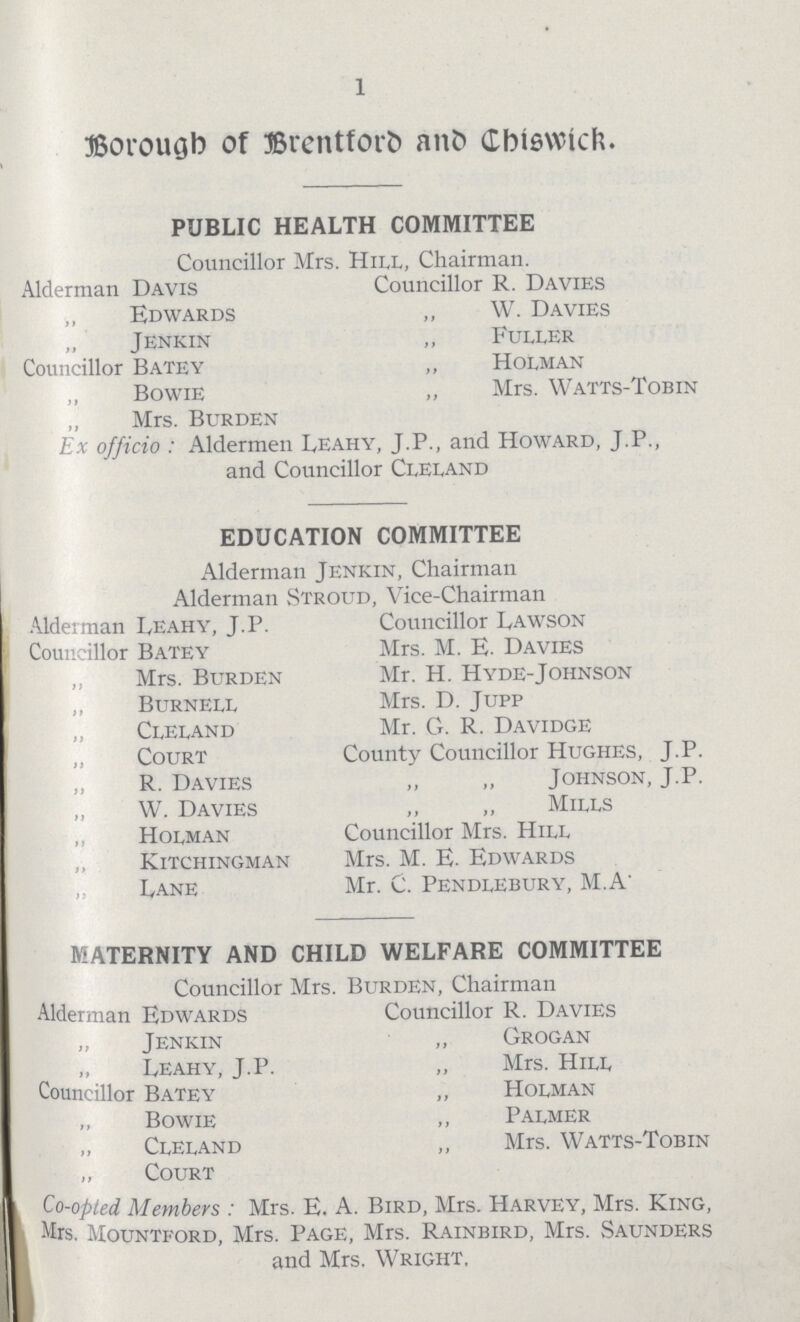 1
Borough of Brentford and Chiswick.
PUBLIC HEALTH COMMITTEE
Councillor Mrs. HILL, Chairman.
Alderman DAVIS Councillor R. DAVIES
„ EDWARDS „ W. DAVIES
„ JENKIN „ FULLER
Councillor BATEY „ HOLMAN
„ BOWIE „ Mrs. WATTS-TOBIN
„ Mrs. BURDEN
Ex officio : Aldermen LEAHY, J.P., and HOWARD, J.P.,
and Councillor CLELAND
EDUCATION COMMITTEE
Alderman JENKIN, Chairman
Alderman STROUD, Vice-Chairman
Alderman LEAHY, J.P. Councillor LAWSON
Councillor BATEY Mrs. M. E. DAVIES
„ Mrs. BURDEN Mr. H. HYDE-JOHNSON
„ BURNELL Mrs. D. JUPP
„ CLELAND Mr. G. R. DAVIDGE
„ COURT County Councillor HUGHES, J.P.
„ R. DAVIES „ „ JOHNSON, J.P.
„ W. DAVIES „ „ MILLS
„ HOLMAN Councillor Mrs. HILL
„ KITCHINGMAN Mrs. M. E. EDWARDS
„ LANE Mr. C. PENDLEBURY, M.A·
MATERNITY AND CHILD WELFARE COMMITTEE
Councillor Mrs. BURDEN, Chairman
Alderman EDWARDS Councillor R. DAVIES
„ JENKIN „ GROGAN
„ LEAHY, J.P. „ Mrs. HILL
Councillor BATEY „ HOLMAN
„ BOWIE „ PALMER
„ CLELAND „ Mrs. WATTS-TOBIN
„ COURT
Co-opted Members : Mrs. E. A. BIRD, Mrs. HARVEY, Mrs. KING,
Mrs. MOUNTFORD, Mrs. PAGE, Mrs. RAINBIRD, Mrs. SAUNDERS
and Mrs. WRIGHT.